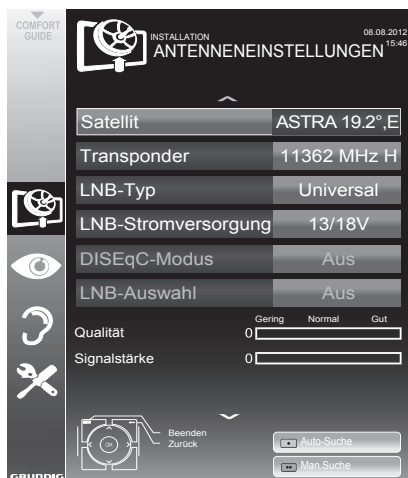 COMFORT
GUIDE
INSTALLATION
ANTENNENEINSTELLUNGEN
08.08.2012
15:46
Satellit ASTRA 19.2°,E
Transponder 11362 MHz H
LNB-Typ Universal
LNB-Stromversorgung 13/18V
DISEqC-Modus Aus
LNB-Auswahl Aus
Gering Normal Gut
Qualität 0
Signalstärke 0
OK
Beenden
Zurück
Auto-Suche
Man.Suche
GRUNDIG